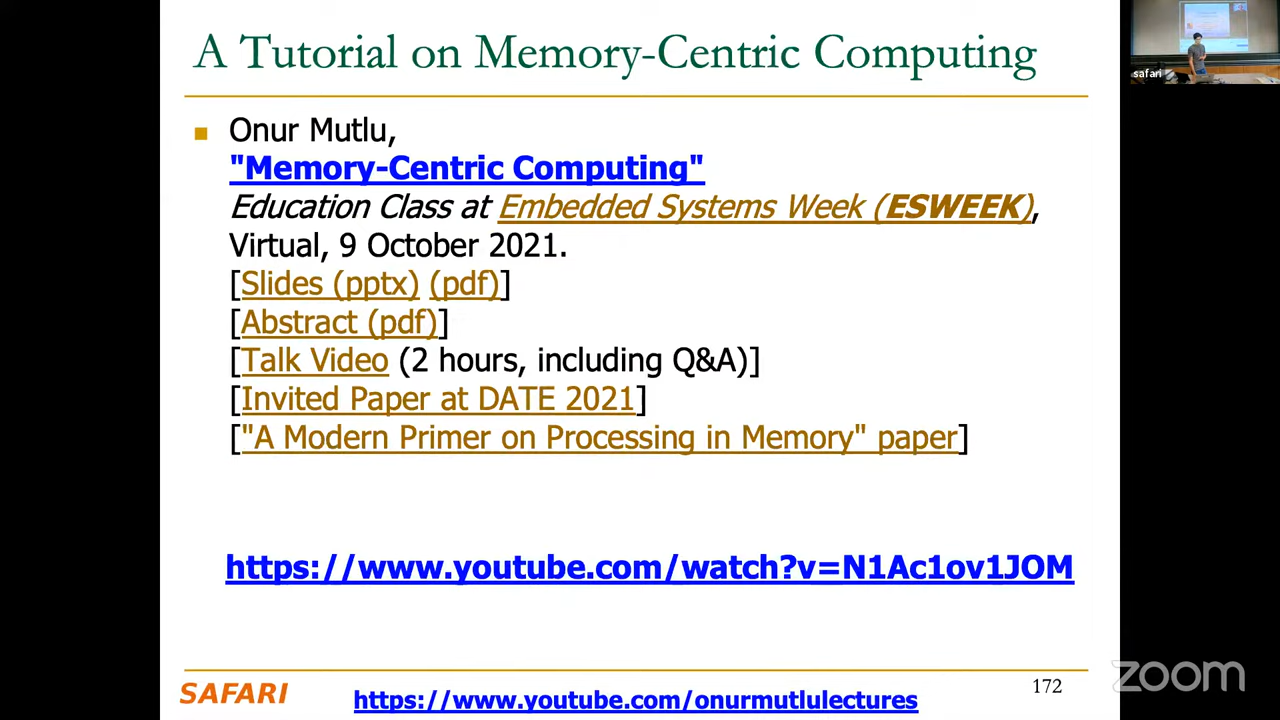 A Tutorial on Memory-Centric Computing
safari
Onur Mutlu,
"Memory-Centric Computing"
Education Class at Embedded Systems Week (ESWEEK),
Virtual, 9 October 2021.
[Slides (pptx) (pdf)]
[Abstract (pdf)]
[Talk Video (2 hours, including Q&A)]
[Invited Paper at DATE 2021]
["A Modern Primer on Processing in Memory" paper]
https://www.youtube.com/watch?v=N1Ac1ov1JOM
SAFARI
https://www.youtube.com/onurmutlulectures
172
zoom